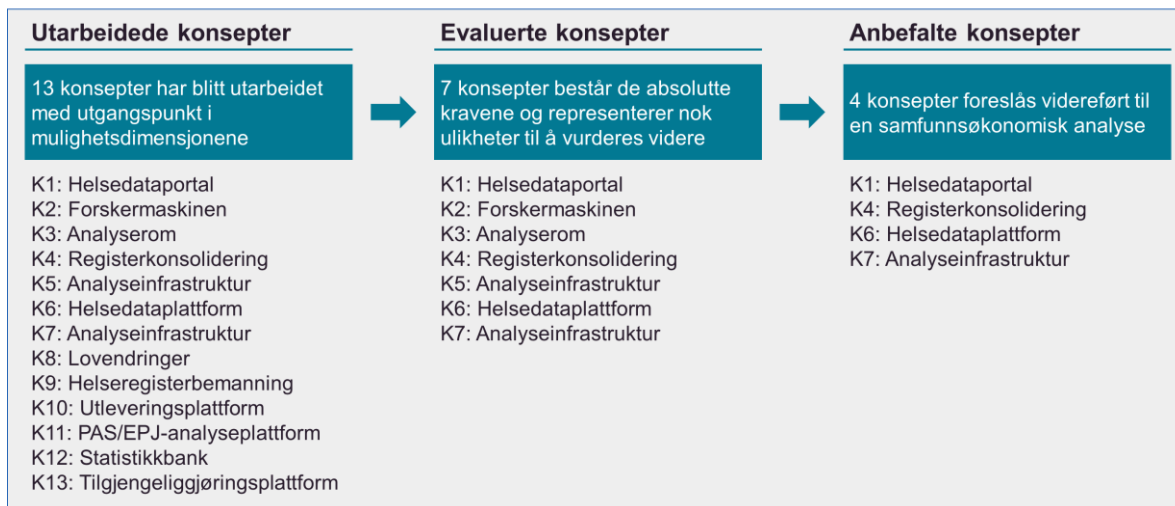 Utarbeidede konsepter
13 konsepter har blitt utarbeidet
med utgangspunkt i
mulighetsdimensjonene
K1: Helsedataportal
K2: Forskermaskinen
K3: Analyserom
K4: Registerkonsolidering
K5: Analyseinfrastruktur
K6: Helsedataplattform
K7: Analyseinfrastruktur
K8: Lovendringer
K9: Helseregisterbemanning
K10: Utleveringsplattform
K11: PAS/EPJ-analyseplattform
K12: Statistikkbank
K13: Tilgjengeliggjøringsplattform
Evaluerte konsepter
7 konsepter består de absolutte
kravene og representerer nok
ulikheter til å vurderes videre
K1: Helsedataportal
K2: Forskermaskinen
K3: Analyserom
K4: Registerkonsolidering
K5: Analyseinfrastruktur
K6: Helsedataplattform
K7: Analyseinfrastruktur
Anbefalte konsepter
4 konsepter foreslås videreført til
en samfunnsøkonomisk analyse
K1: Helsedataportal
K4: Registerkonsolidering
K6: Helsedataplattform
K7: Analyseinfrastruktur